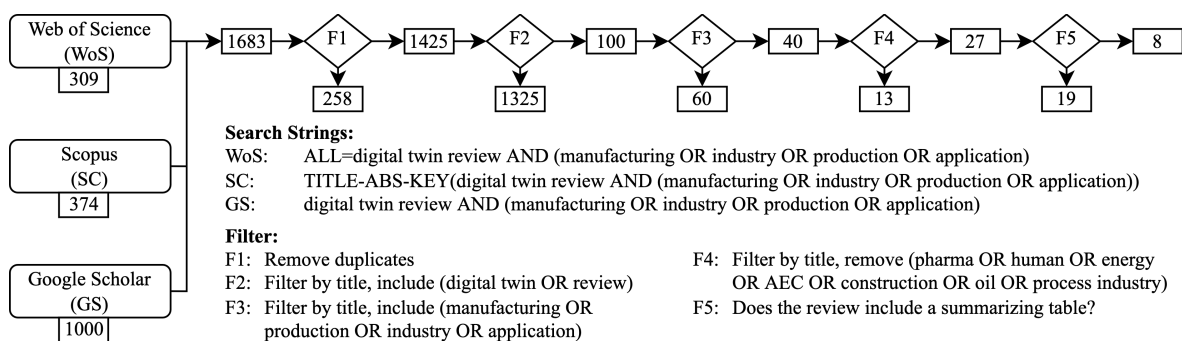 Web of Science
(WoS)
309
1683
F1
1425
F2
100
F3
40
F4
27
F5
8
258
1325
60
13
19
Scopus
(SC)
374
Google Scholar
(GS)
1000
Search Strings:
WoS: ALL=digital twin review AND (manufacturing OR industry OR production OR application)
SC: TITLE-ABS-KEY(digital twin review AND (manufacturing OR industry OR production OR application))
GS: digital twin review AND (manufacturing OR industry OR production OR application)
Filter:
F1: Remove duplicates
F2: Filter by title, include (digital twin OR review)
F3: Filter by title, include (manufacturing OR
production OR industry OR application)
F4: Filter by title, remove (pharma OR human OR energy
OR AEC OR construction OR oil OR process industry)
F5: Does the review include a summarizing table?